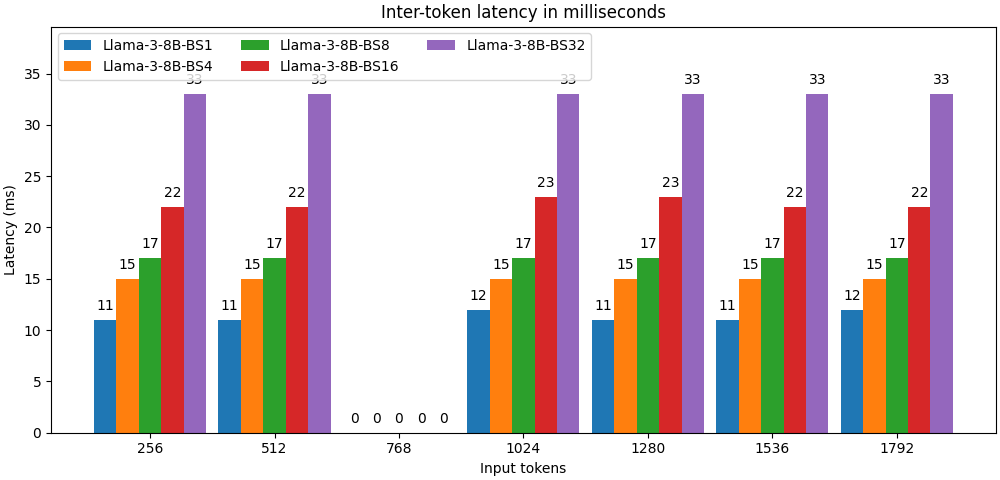 Inter-token latency in milliseconds
Llama-3-8B-BS1 Llama-3-8B-BS8 Llama-3-8B-BS32
Llama-3-8B-BS4 Llama-3-8B-BS16
Latency (ms)
35
30
25
20
15
10
5
0
11 15 17 22 33
11 15 17 22 33
0 0 0 0 0
12 15 17 23 33
11 15 17 23 33
11 15 17 22 33
12 15 17 22 33
256 512 768 1024 1280 1536 1792
Input tokens